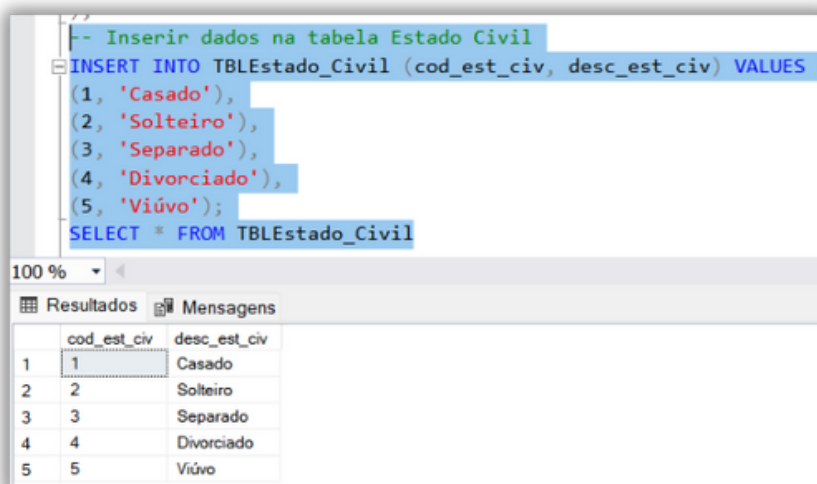 );
-- Inserir dados na tabela Estado Civil
INSERT INTO TBLEstado_Civil (cod_est_civ, desc_est_civ) VALUES
(1, 'Casado'),
(2, 'Solteiro'),
(3, 'Separado'),
(4, 'Divorciado'),
(5, 'Viúvo');
SELECT * FROM TBLEstado_Civil
100 %
Resultados Mensagens
cod_est_civ desc_est_civ
1 1 Casado
2 2 Solteiro
3 3 Separado
4 4 Divorciado
5 5 Viúvo